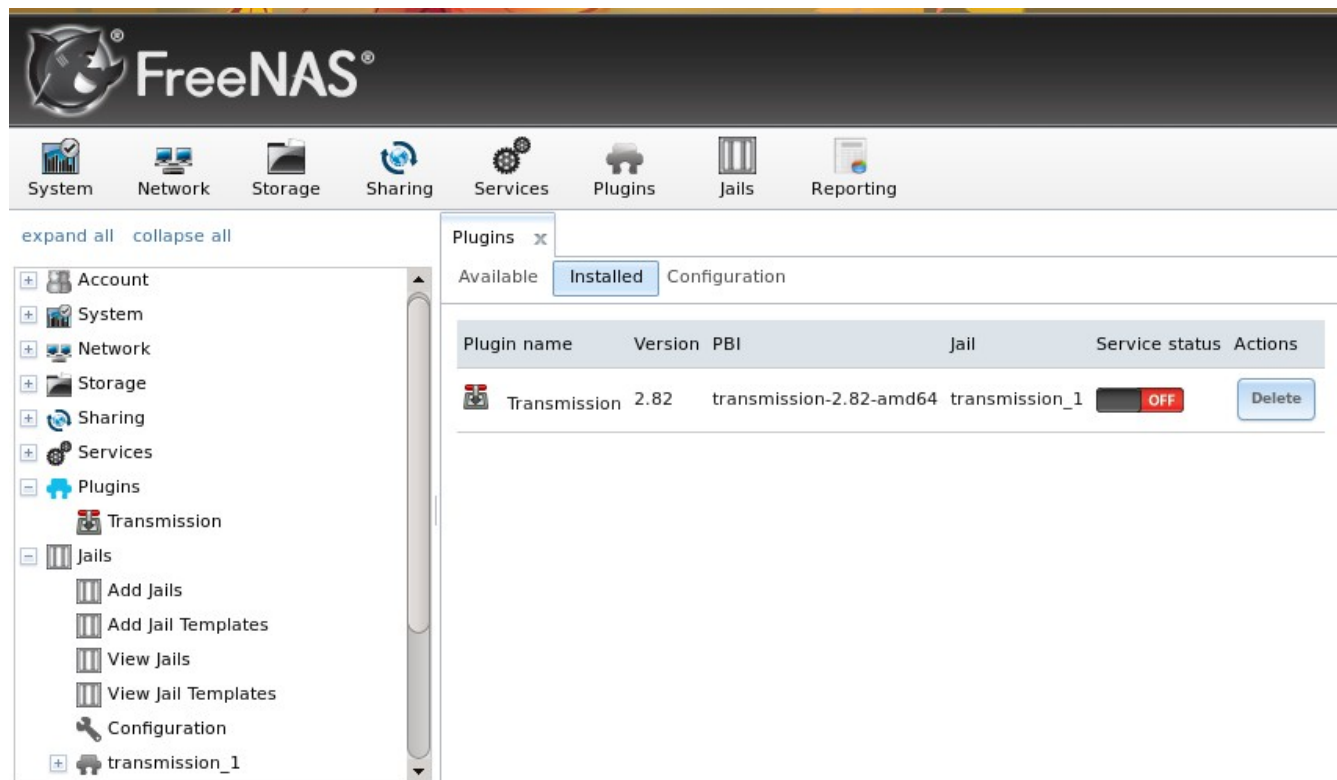 FreeNAS®
System Network Storage Sharing Services Plugins Jails Reporting
expand all collapse all
Account
System
Network
Storage
Sharing
Services
Plugins
Transmission
Jails
Add Jails
Add Jail Templates
View Jails
View Jail Templates
Configuration
transmission_1
Plugins x
Available Installed Configuration
Plugin name Version PBI Jail Service status Actions
Transmission 2.82 transmission-2.82-amd64 transmission_1 OFF Delete